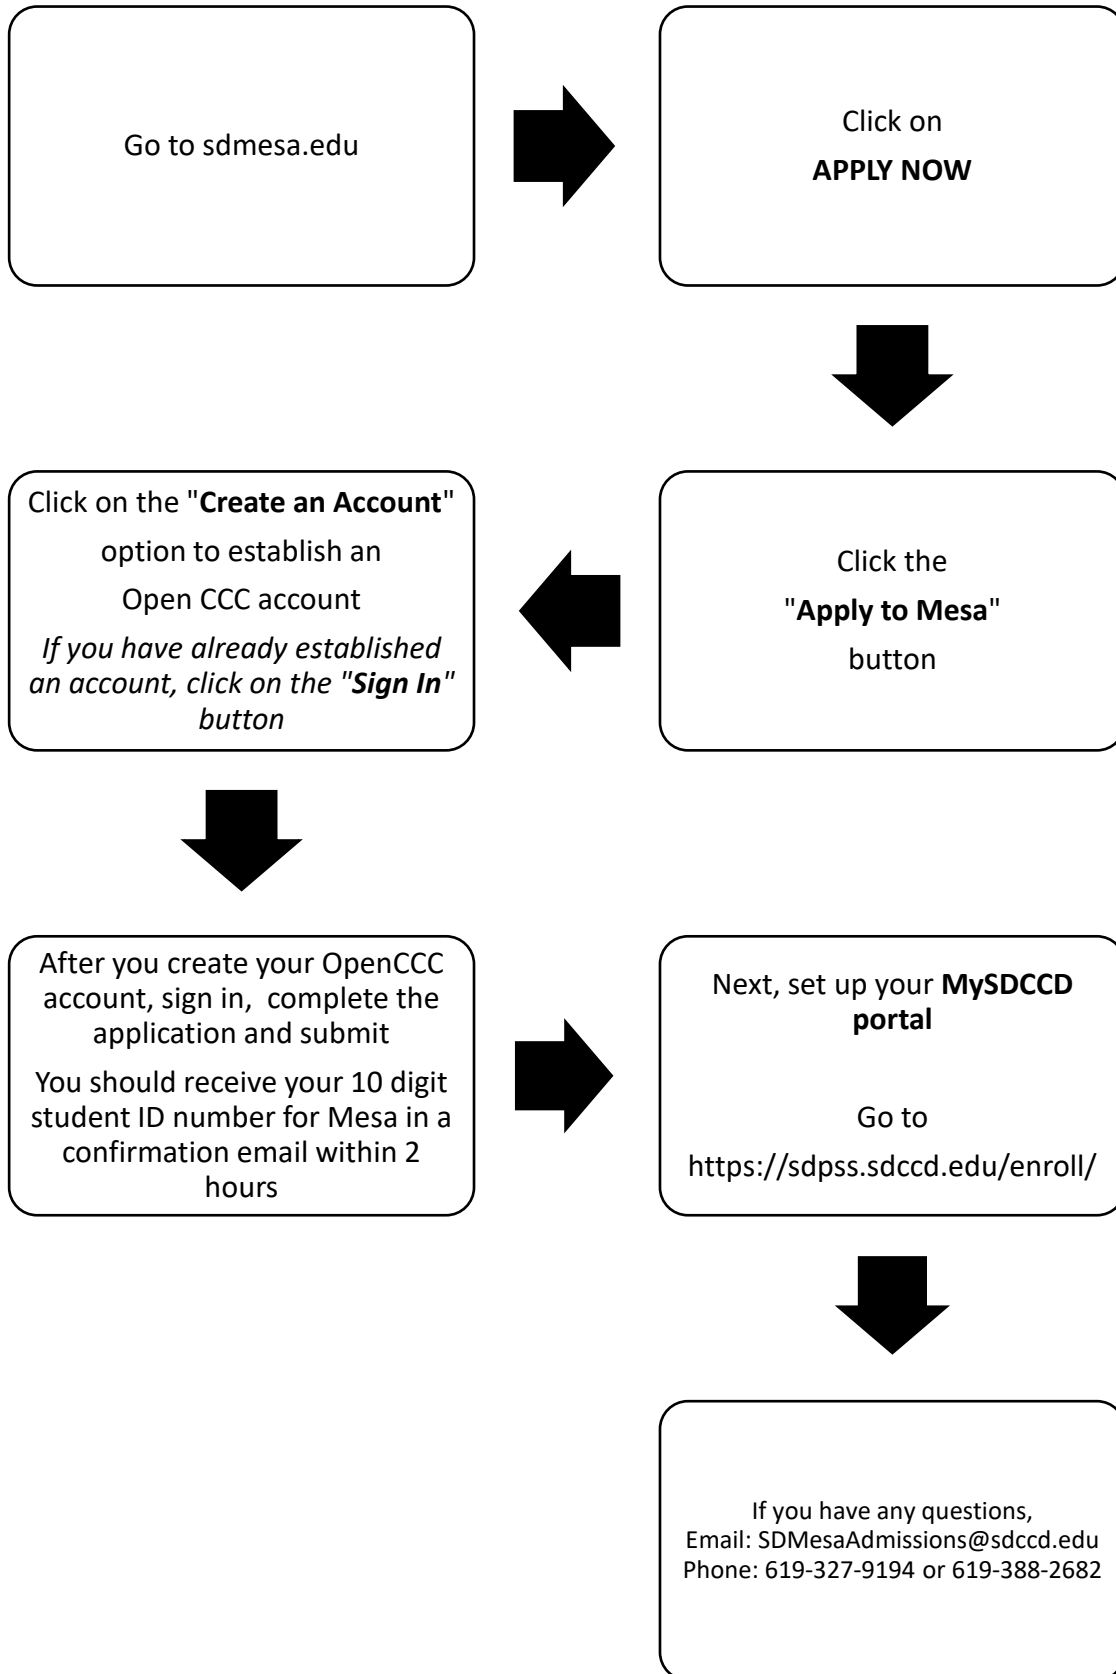 Go to sdmesa.edu
Click on
APPLY NOW
Click the
"Apply to Mesa"
button
Click on the "Create an Account"
option to establish an
Open CCC account
If you have already established
an account, click on the "Sign In"
button
After you create your OpenCCC
account, sign in,  complete the
application and submit
You should receive your 10 digit
student ID number for Mesa in a
confirmation email within 2
hours
Next, set up your MySDCCD
portal
Go to
https://sdpss.sdccd.edu/enroll/
If you have any questions,
Email: SDMesaAdmissions@sdccd.edu
Phone: 619-327-9194 or 619-388-2682